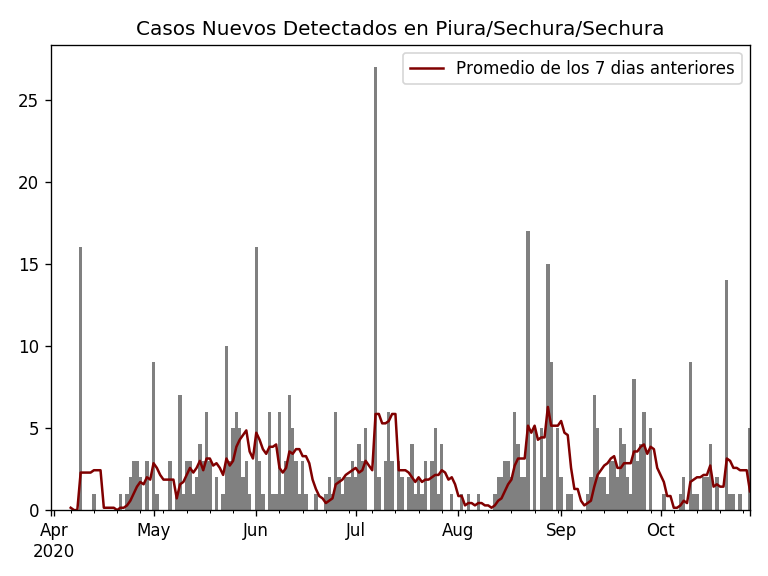 Casos Nuevos Detectados en Piura/Sechura/Sechura
Promedio de los 7 dias anteriores
25
20
15
10
5
0
Apr May Jun Jul Aug Sep Oct
2020